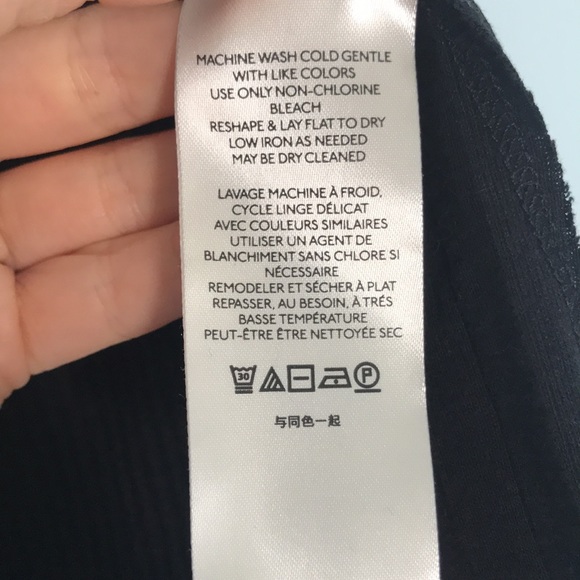 MACHINE WASH COLD GENTLE
WITH LIKE COLORS
USE ONLY NON-CHLORINE
BLEACH
RESHAPE & LAY FLAT TO DRY
LOW IRON AS NEEDED
MAY BE DRY CLEANED
LAVAGE MACHINE À FROID,
CYCLE LINGE DÉLICAT
AVEC COULEURS SIMILAIRES
UTILISER UN AGENT DE
BLANCHIMENT SANS CHLORE SI
NÉCESSAIRE
REMODELER ET SÉCHER À PLAT
REPASSER, AU BESOIN, À TRÉS
BASSE TEMPÉRATURE
PEUT-ÊTRE ÊTRE NETTOYÉE SEC
30 P
与同色一起